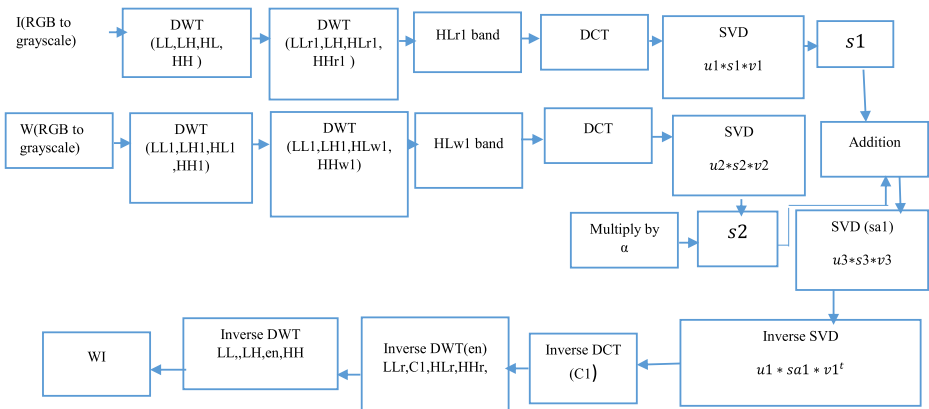 I(RGB to
grayscale)
DWT
(LL,LH,HL,
HH )
DWT
(LLr1,LH,HLr1,
HHr1 )
HLr1 band
DCT
SVD
u1∗s1∗v1
s1
W(RGB to
grayscale)
DWT
(LL1,LH1,HL1
,HH1)
DWT
(LL1,LH1,HLw1,
HHw1)
HLw1 band
DCT
SVD
u2∗s2∗v2
Addition
Multiply by
α
s2
SVD (sa1)
u3∗s3∗v3
WI
Inverse DWT
LL,,LH,en,HH
Inverse DWT(en)
LLr,C1,HLr,HHr,
Inverse DCT
(C1)
Inverse SVD
u1 ∗ sa1 ∗ v1ᵗ